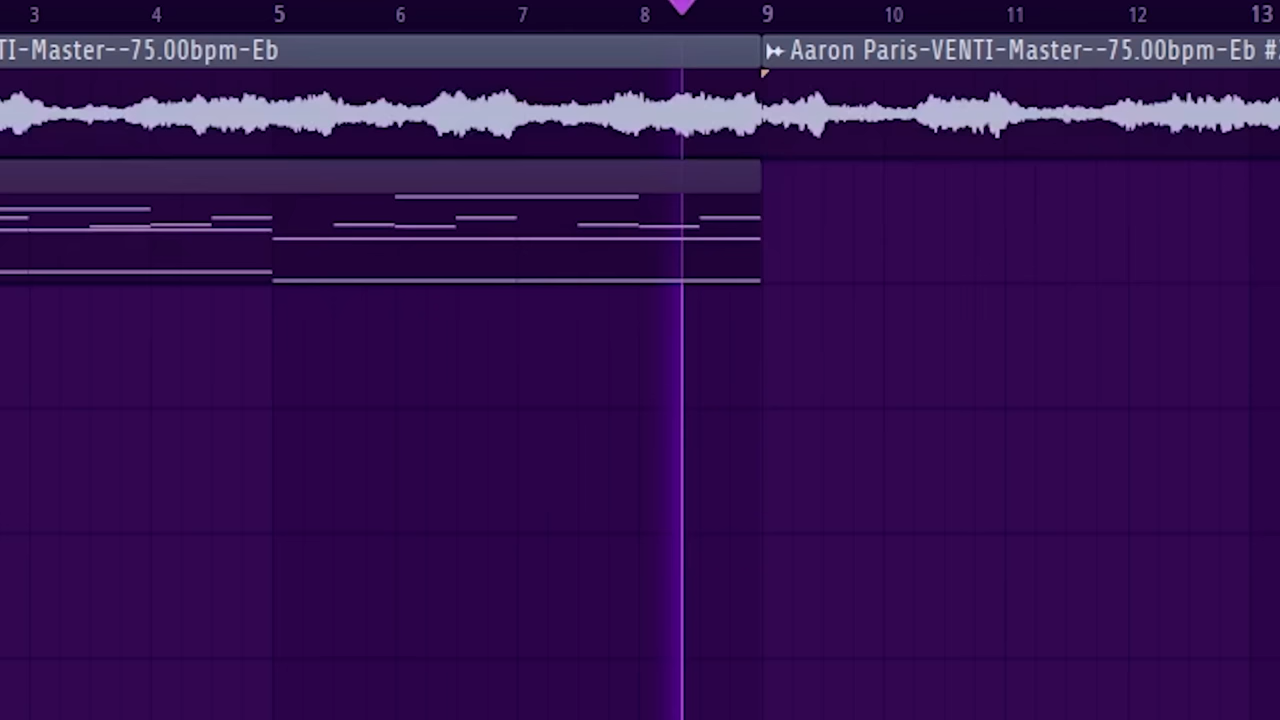 3 4 5 6 7 8 9 10 11 12 13
TI-Master--75.00bpm-Eb Aaron Paris-VENTI-Master--75.00bpm-Eb #